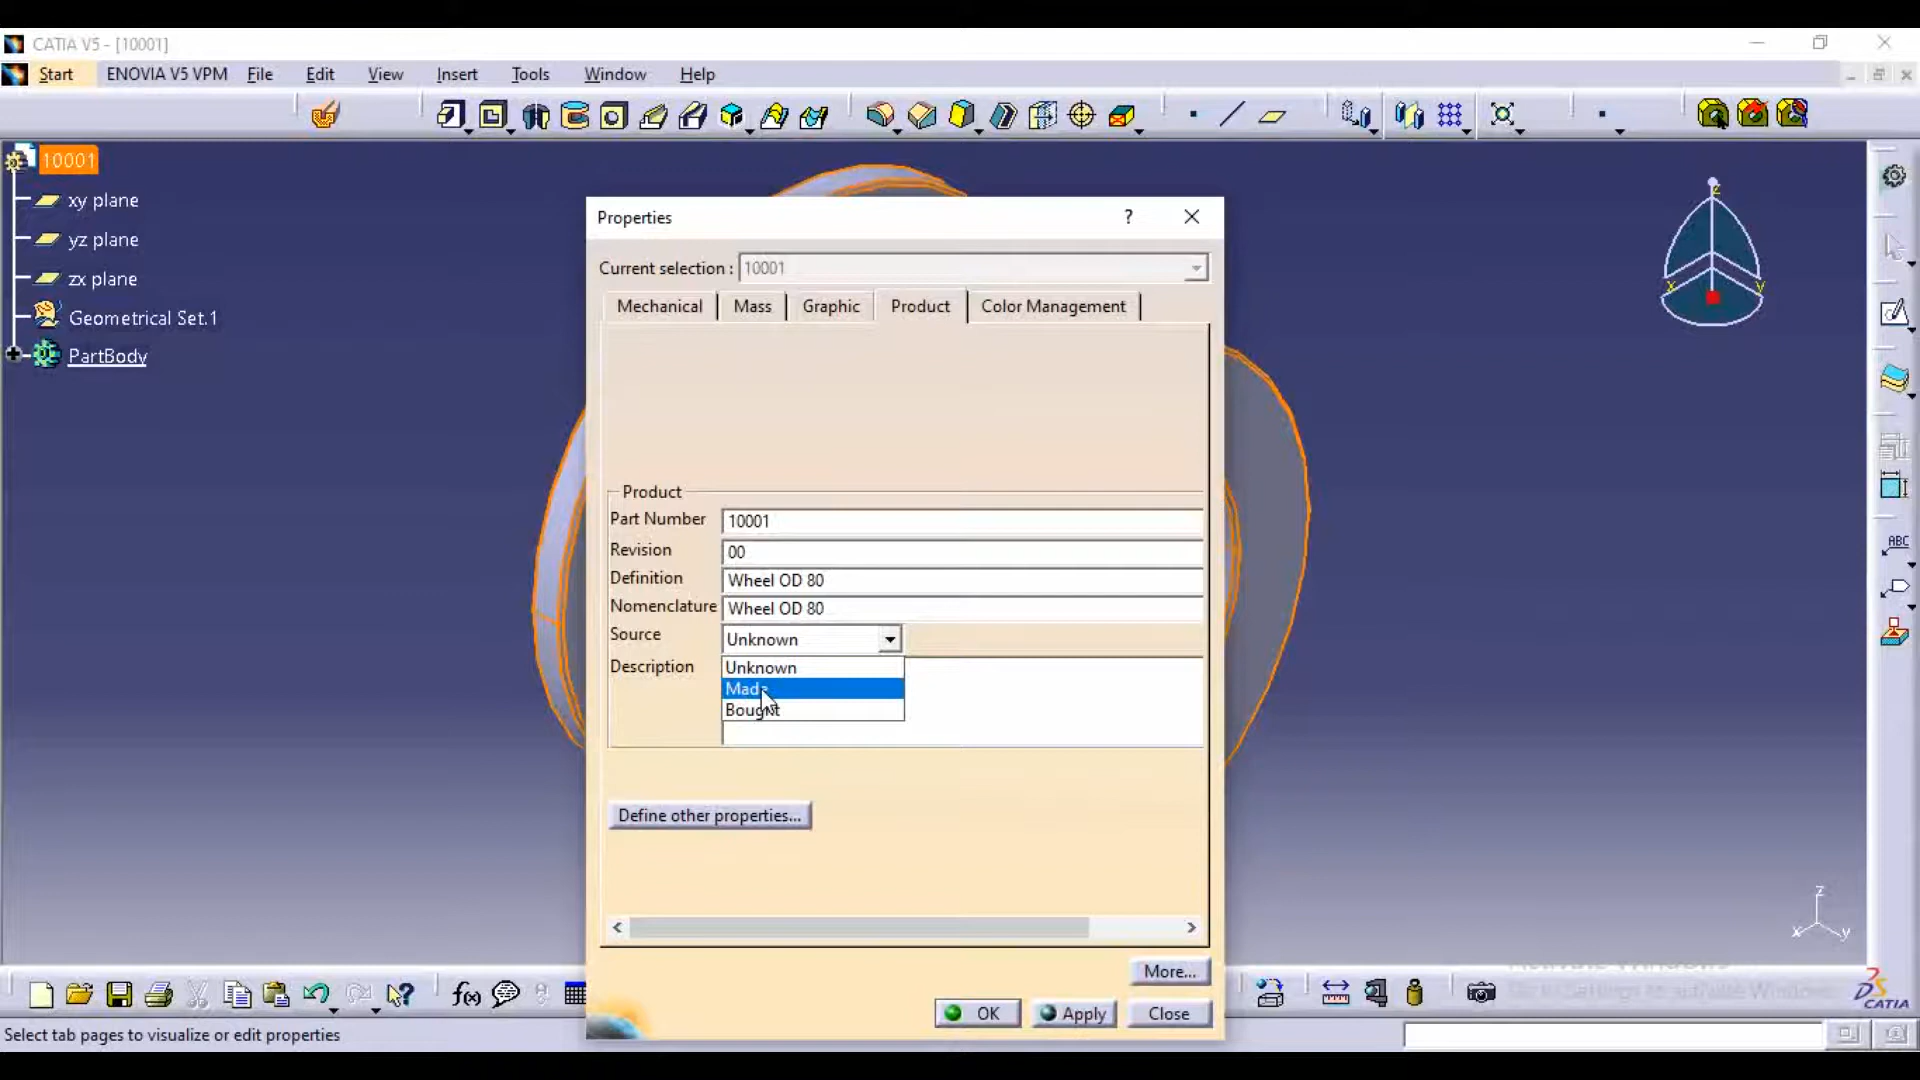 CATIA V5 - [10001]
Start ENOVIA V5 VPM File Edit View Insert Tools Window Help
10001
xy plane
yz plane
zx plane
Geometrical Set.1
PartBody
Properties
?
Current selection : 10001
Mechanical Mass Graphic Product Color Management
Product
Part Number 10001
Revision 00
Definition Wheel OD 80
Nomenclature Wheel OD 80
Source Unknown
Description
Unknown
Made
Bought
Define other properties...
More...
OK Apply Close
z
x y
z
x y
ABC
f(x)
DS CATIA
Select tab pages to visualize or edit properties